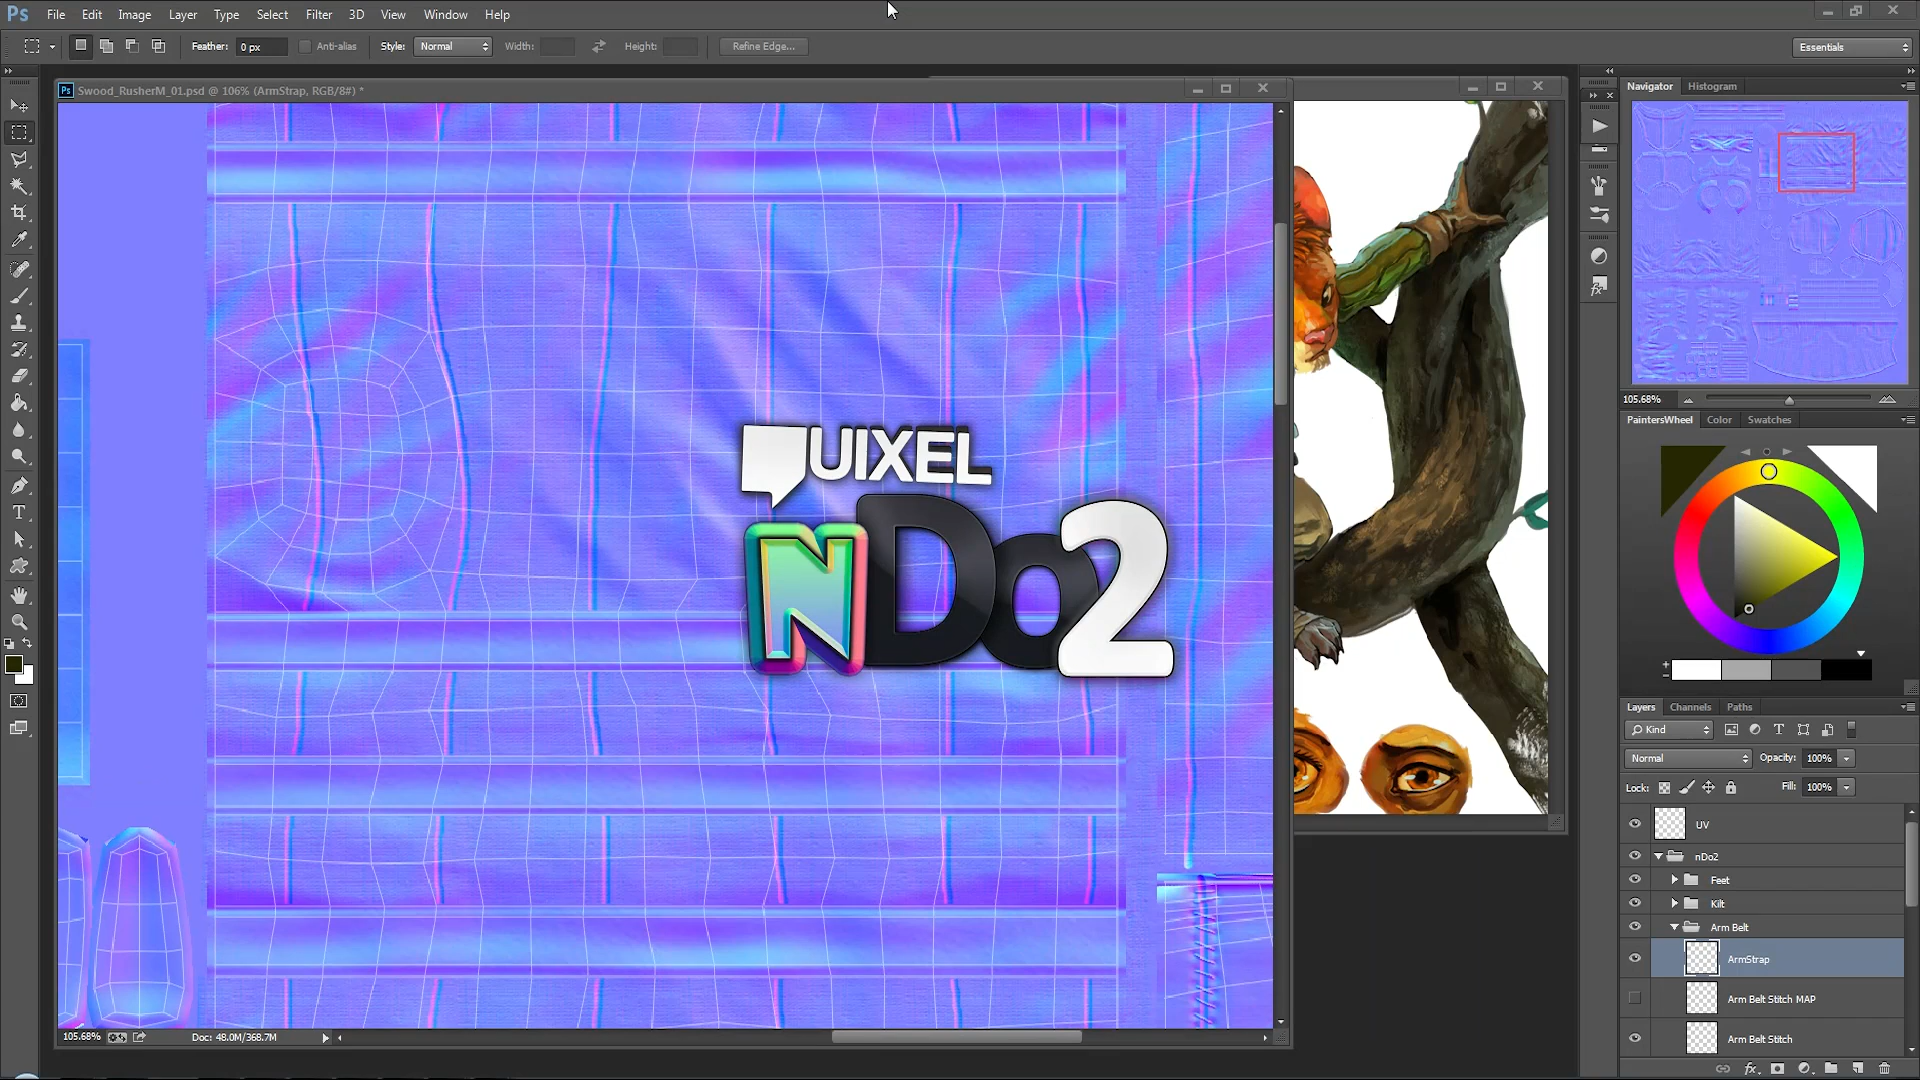 Ps File Edit Image Layer Type Select Filter 3D View Window Help
Feather: 0 px Anti-alias Style: Normal Width: Height: Refine Edge... Essentials
Ps Swood_RusherM_01.psd @ 106% (ArmStrap, RGB/8#) *
Navigator Histogram
105.68%
PaintersWheel Color Swatches
UIXEL
nDo2
Layers Channels Paths
Kind
Normal Opacity: 100%
Lock: Fill: 100%
UV
nDo2
Feet
Kilt
Arm Belt
ArmStrap
Arm Belt Stitch MAP
Arm Belt Stitch
105.68% Doc: 48.0M/368.7M